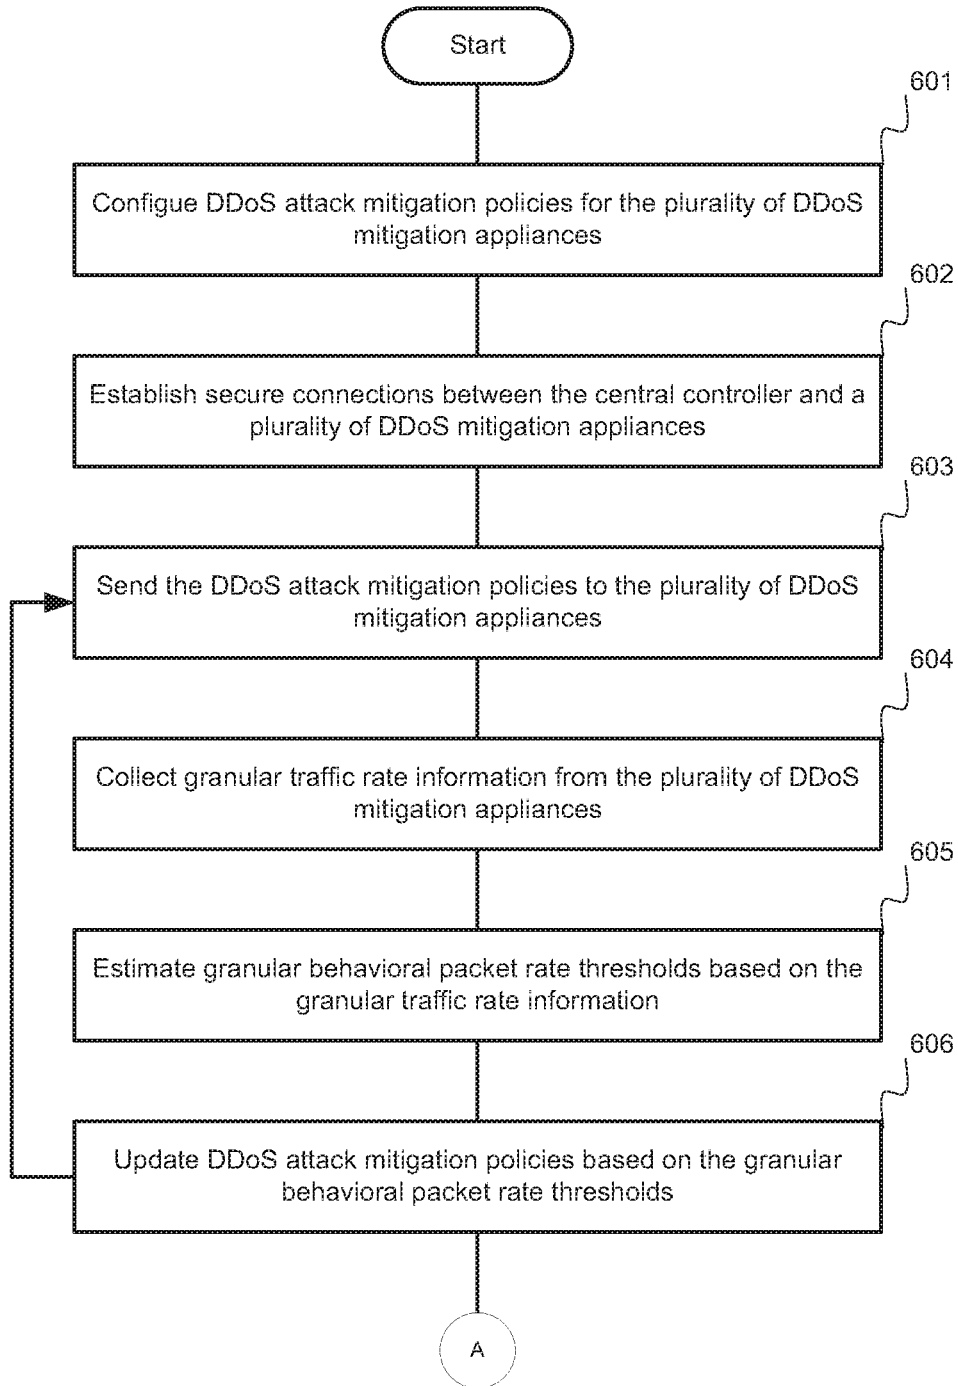 Start
601
Configue DDoS attack mitigation policies for the plurality of DDoS
mitigation appliances
602
Establish secure connections between the central controller and a
plurality of DDoS mitigation appliances
603
Send the DDoS attack mitigation policies to the plurality of DDoS
mitigation appliances
604
Collect granular traffic rate information from the plurality of DDoS
mitigation appliances
605
Estimate granular behavioral packet rate thresholds based on the
granular traffic rate information
606
Update DDoS attack mitigation policies based on the granular
behavioral packet rate thresholds
A